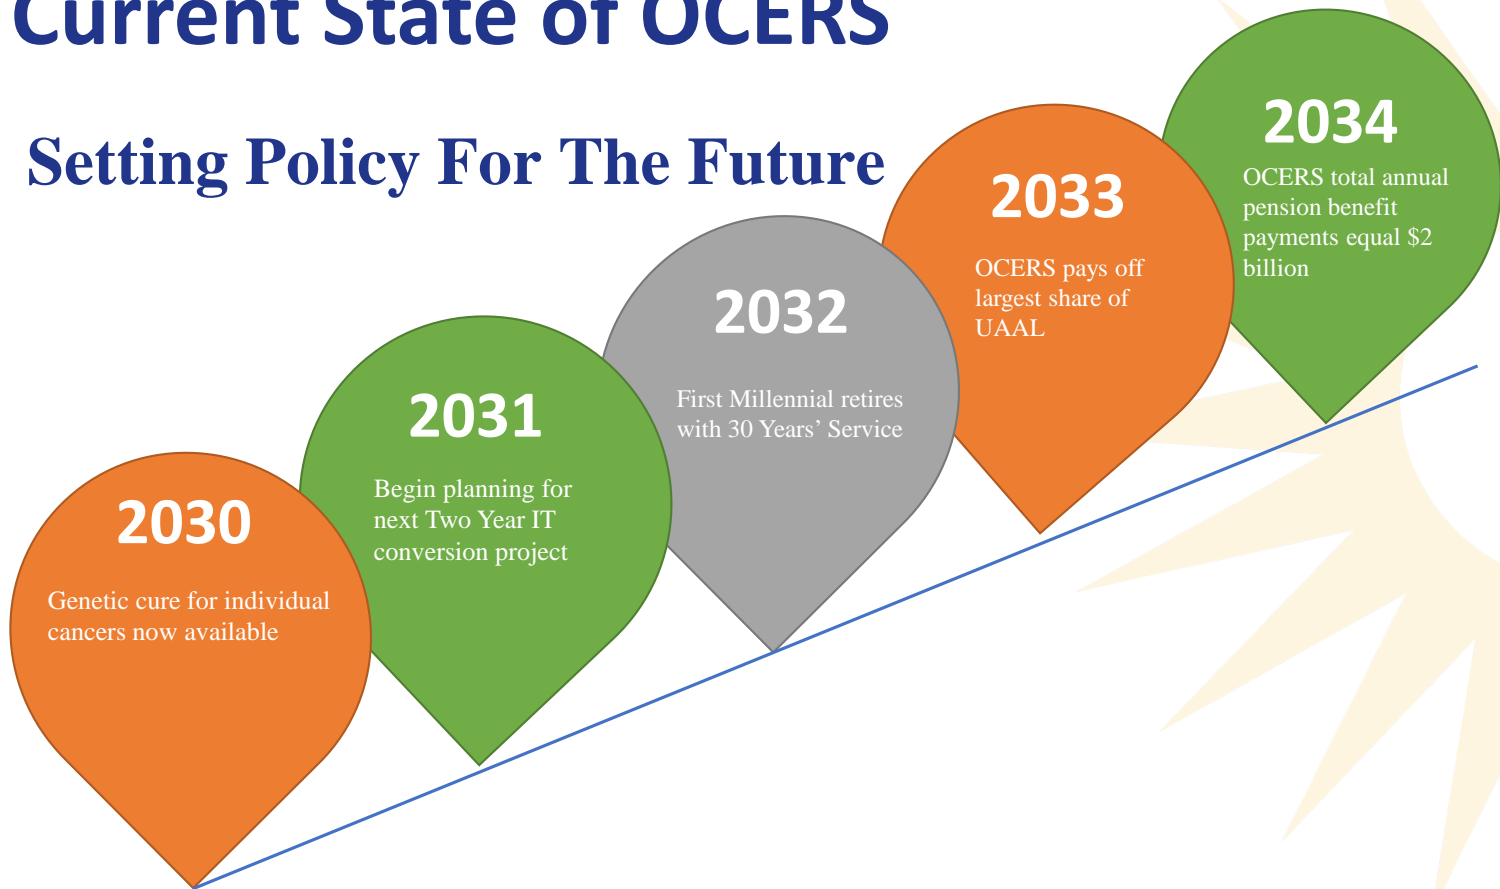 Current State of OCERS
Setting Policy For The Future
2030
Genetic cure for individual
cancers now available
2031
Begin planning for
next Two Year IT
conversion project
2032
First Millennial retires
with 30 Years’ Service
2033
OCERS pays off
largest share of
UAAL
2034
OCERS total annual
pension benefit
payments equal $2
billion